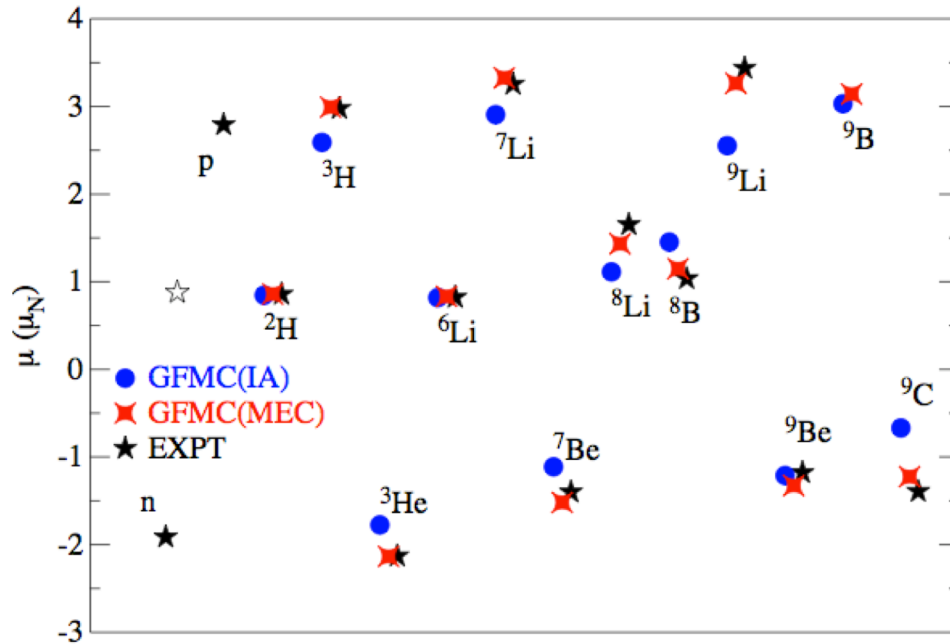 4
3
2
1
0
-1
-2
-3
μ (μN)
p
n
³H
²H
⁷Li
⁶Li
⁹Li
⁹B
⁸Li
⁸B
GFMC(IA)
GFMC(MEC)
EXPT
³He
⁷Be
⁹Be
⁹C